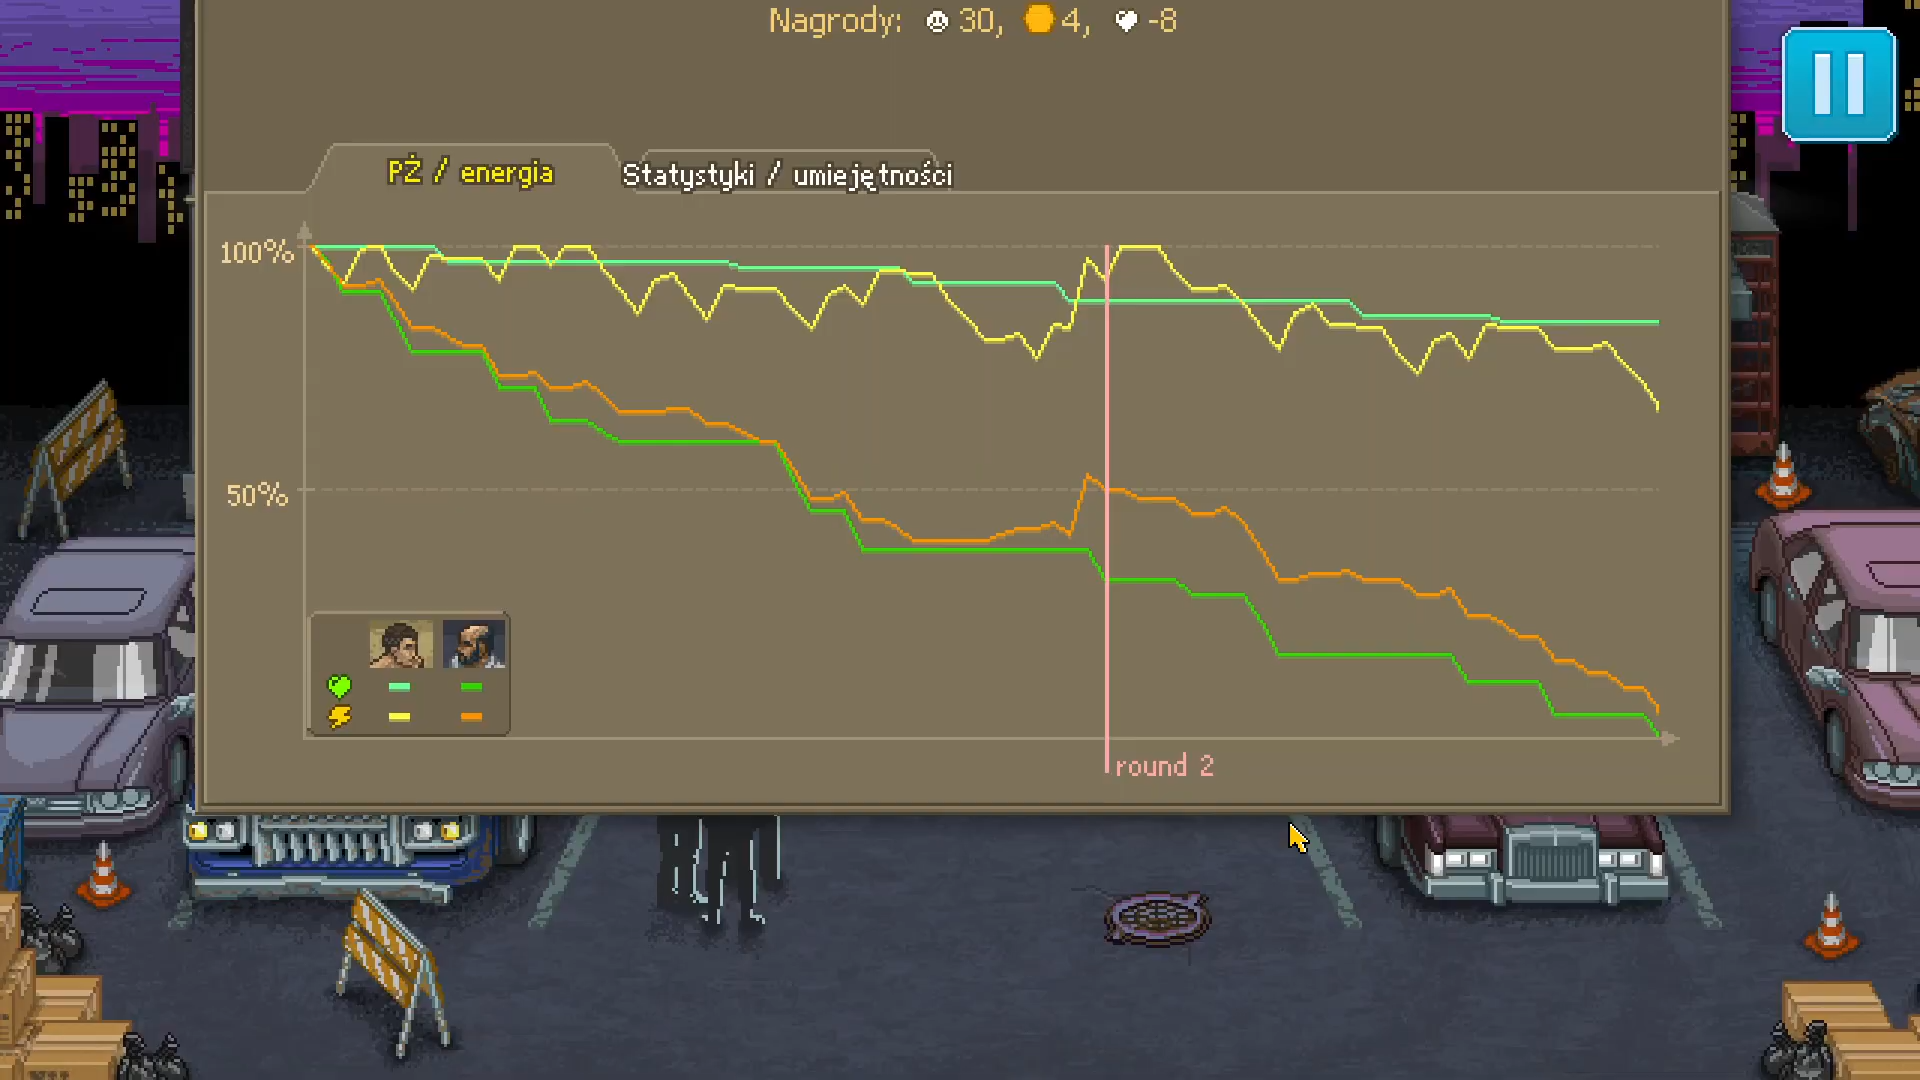 Nagrody: 30, 4, -8
PŻ / energia
Statystyki / umiejętności
100%
50%
round 2